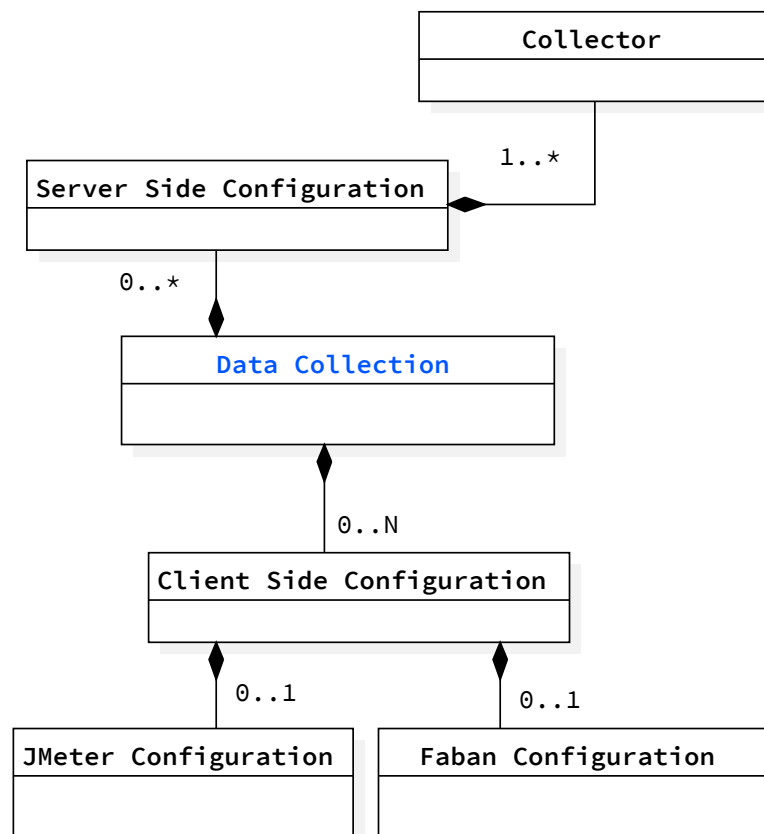 Collector
1..*
Server Side Configuration
0..*
Data Collection
0..N
Client Side Configuration
0..1
0..1
JMeter Configuration
Faban Configuration